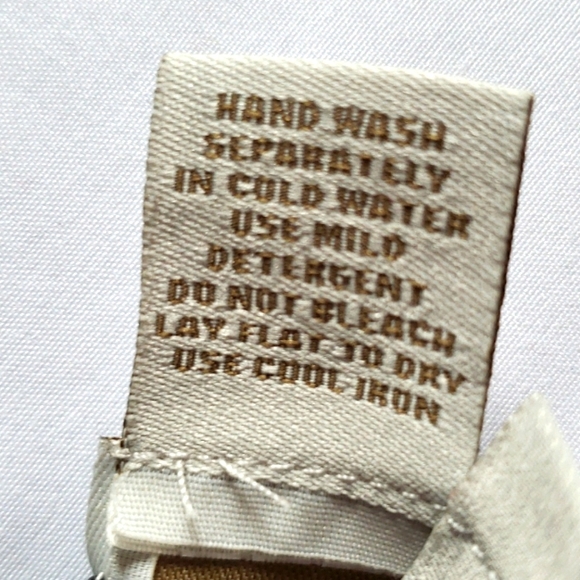 HAND WASH
SEPARATELY
IN COLD WATER
USE MILD
DETERGENT
DO NOT BLEACH
LAY FLAT TO DRY
USE COOL IRON